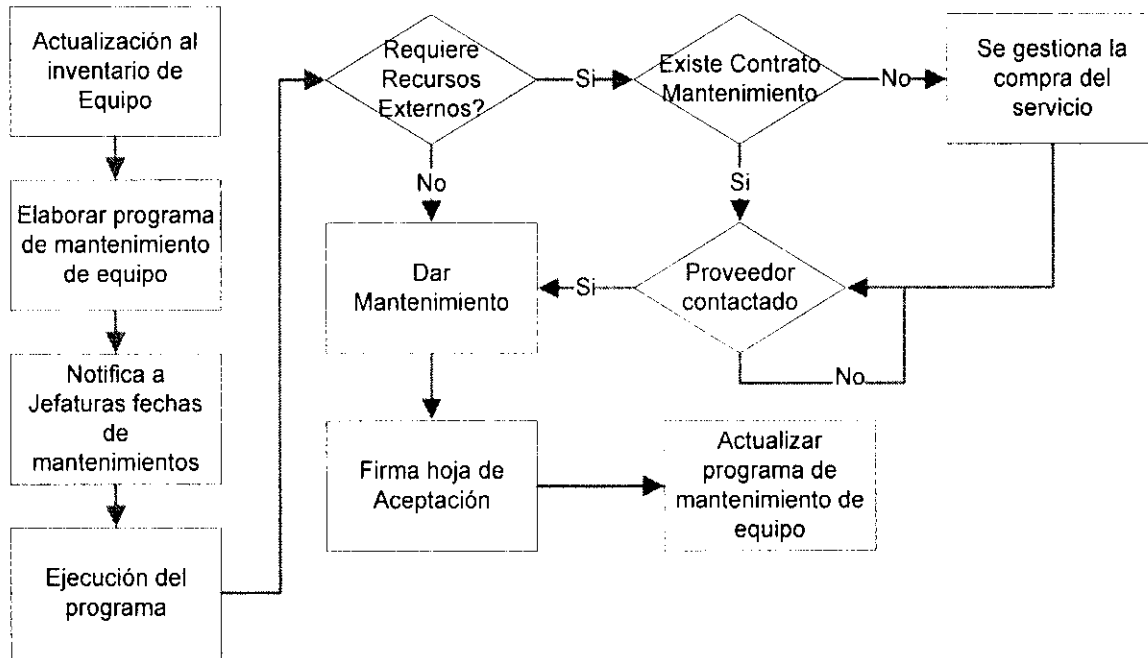 Actualización al
inventario de
Equipo
Elaborar programa
de mantenimiento
de equipo
Notifica a
Jefaturas fechas
de
mantenimientos
Ejecución del
programa
Requiere
Recursos
Externos?
Si
Existe Contrato
Mantenimiento
No
Se gestiona la
compra del
servicio
No
Si
Dar
Mantenimiento
Si
Proveedor
contactado
No
Firma hoja de
Aceptación
Actualizar
programa de
mantenimiento de
equipo